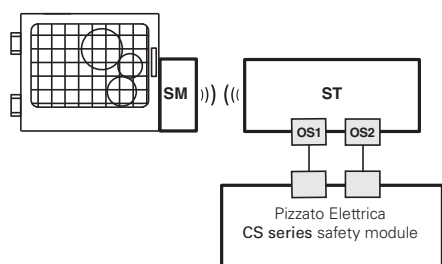 SM
ST
OS1 OS2
Pizzato Elettrica
CS series safety module